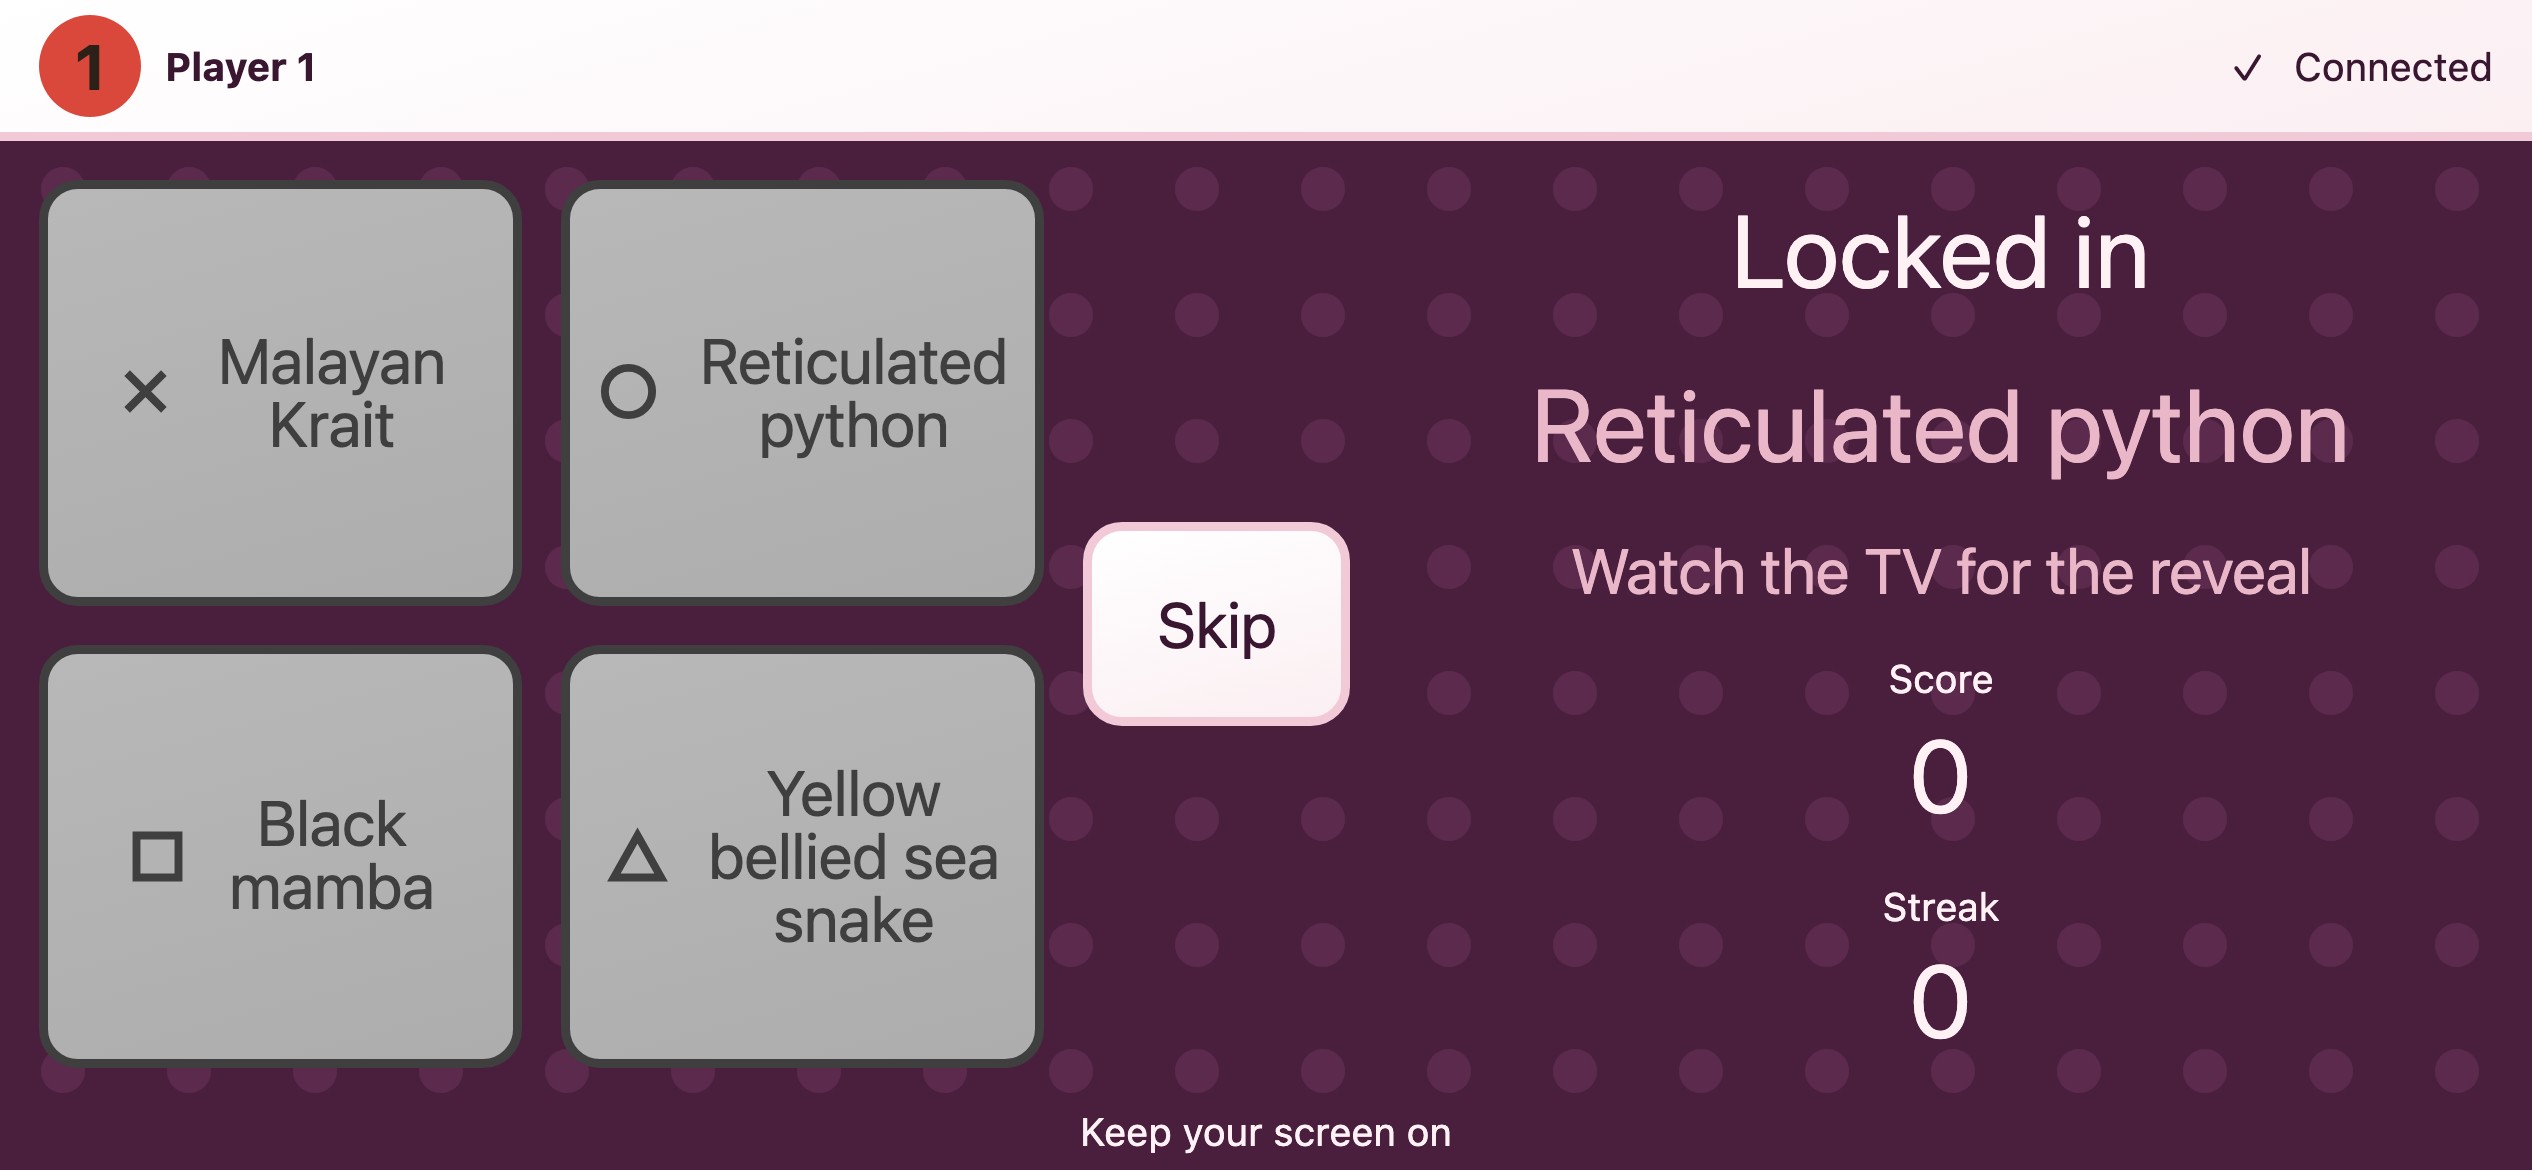 1
Player 1
✓ Connected
Malayan
Krait
Reticulated
python
Black
mamba
Yellow
bellied sea
snake
Skip
Locked in
Reticulated python
Watch the TV for the reveal
Score
0
Streak
0
Keep your screen on